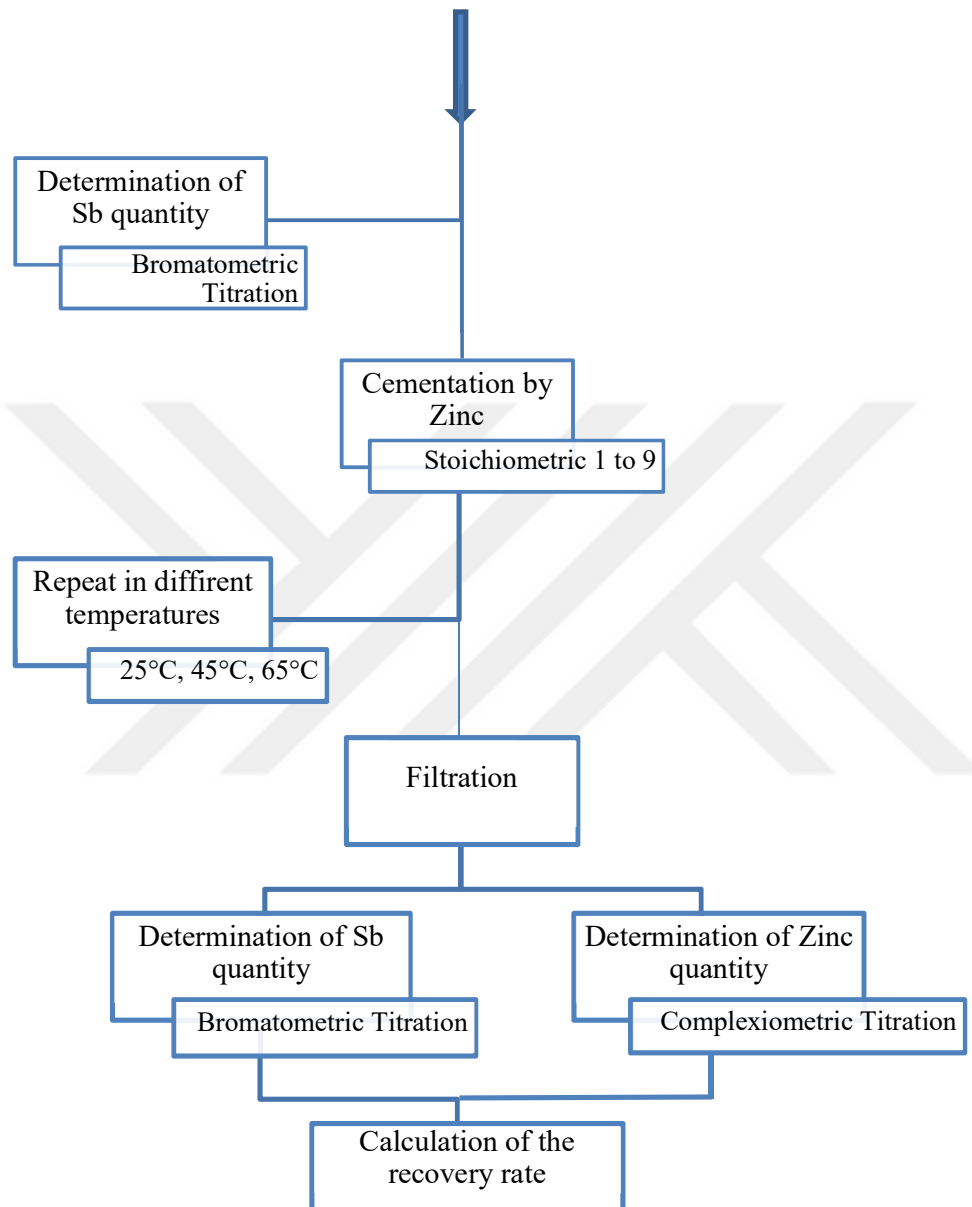 Determination of
Sb quantity
Bromatometric
Titration
Cementation by
Zinc
Stoichiometric 1 to 9
Repeat in diffirent
temperatures
25°C, 45°C, 65°C
Filtration
Determination of Sb
quantity
Bromatometric Titration
Determination of Zinc
quantity
Complexiometric Titration
Calculation of the
recovery rate